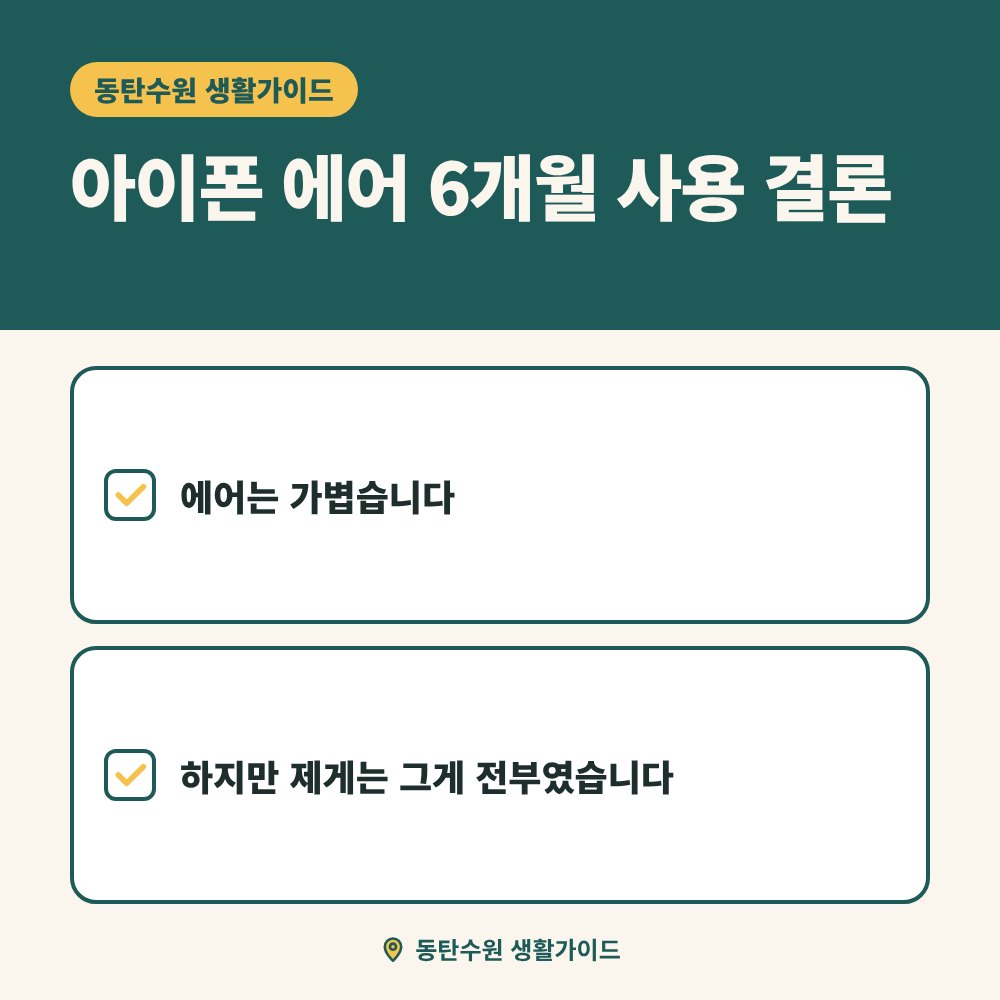 동탄수원 생활가이드
아이폰 에어 6개월 사용 결론
에어는 가볍습니다
하지만 제게는 그게 전부였습니다
동탄수원 생활가이드